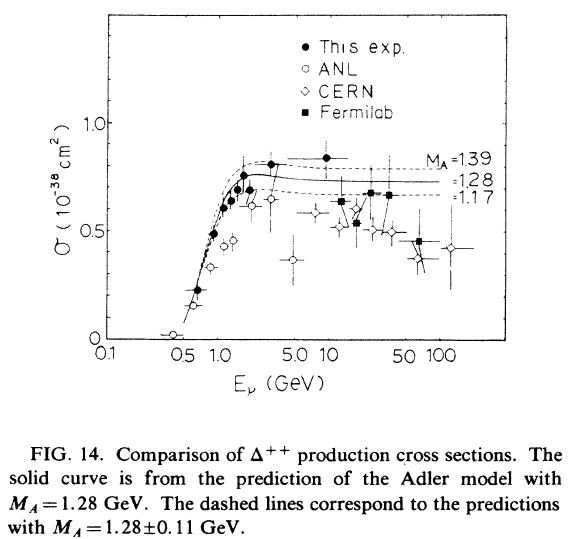 This exp.
ANL
CERN
Fermilab
σ (10⁻³⁸ cm²)
1.0
0.5
0
M_A =1.39
=1.28
=1.17
0.1 0.5 1.0 5.0 10 50 100
E_ν (GeV)
FIG. 14. Comparison of Δ⁺⁺ production cross sections. The
solid curve is from the prediction of the Adler model with
M_A = 1.28 GeV. The dashed lines correspond to the predictions
with M_A = 1.28±0.11 GeV.